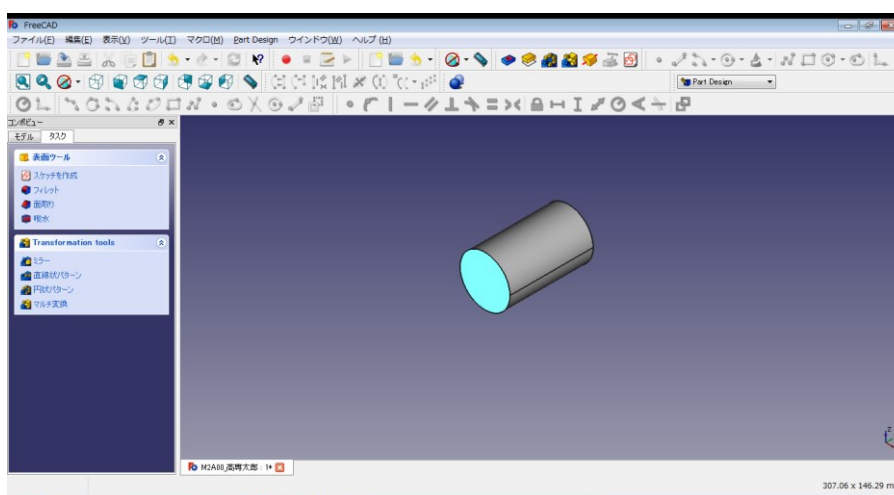 FreeCAD
ファイル(F) 編集(E) 表示(V) ツール(T) マクロ(M) Part Design ウインドウ(W) ヘルプ(H)
Part Design
コンボビュー
モデル タスク
表面ツール
スケッチを作成
フィレット
面取り
Transformation tools
ミラー
直線状パターン
円状パターン
マルチ変換
M2A00_高専太郎 : 1*
307.06 x 146.29 m